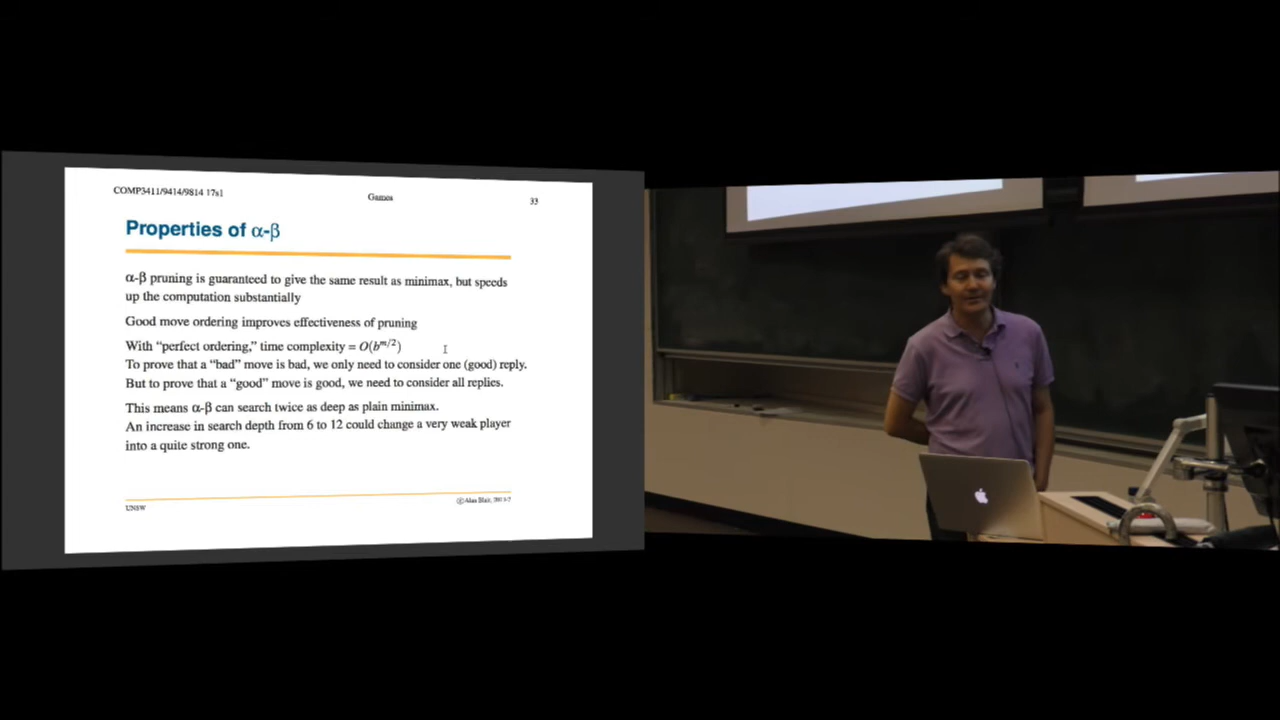 COMP3411/9414/9814 17s1
Games
33
Properties of α-β
α-β pruning is guaranteed to give the same result as minimax, but speeds
up the computation substantially
Good move ordering improves effectiveness of pruning
With “perfect ordering,” time complexity = O(b^{m/2})
To prove that a “bad” move is bad, we only need to consider one (good) reply.
But to prove that a “good” move is good, we need to consider all replies.
This means α-β can search twice as deep as plain minimax.
An increase in search depth from 6 to 12 could change a very weak player
into a quite strong one.
UNSW
©Alan Blair, 2013-7